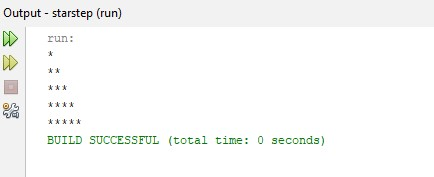 Output - starstep (run)
run:
*
**
***
****
*****
BUILD SUCCESSFUL (total time: 0 seconds)